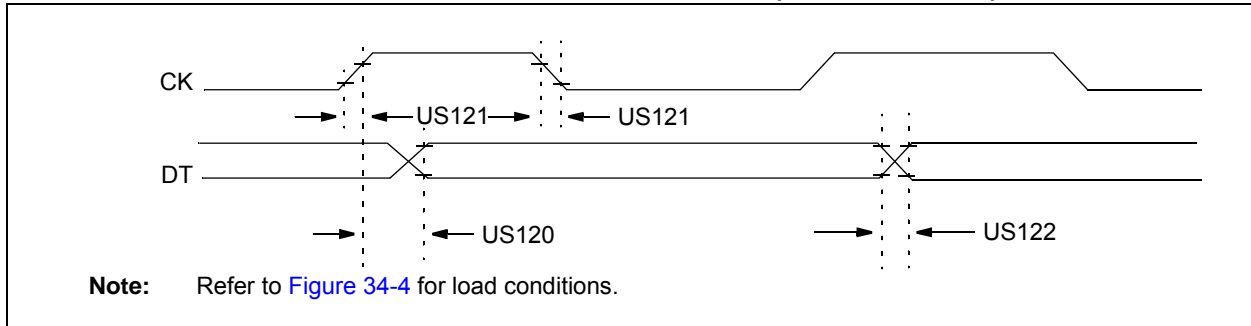 CK
US121 US121
DT
US120 US122
Note: Refer to Figure 34-4 for load conditions.